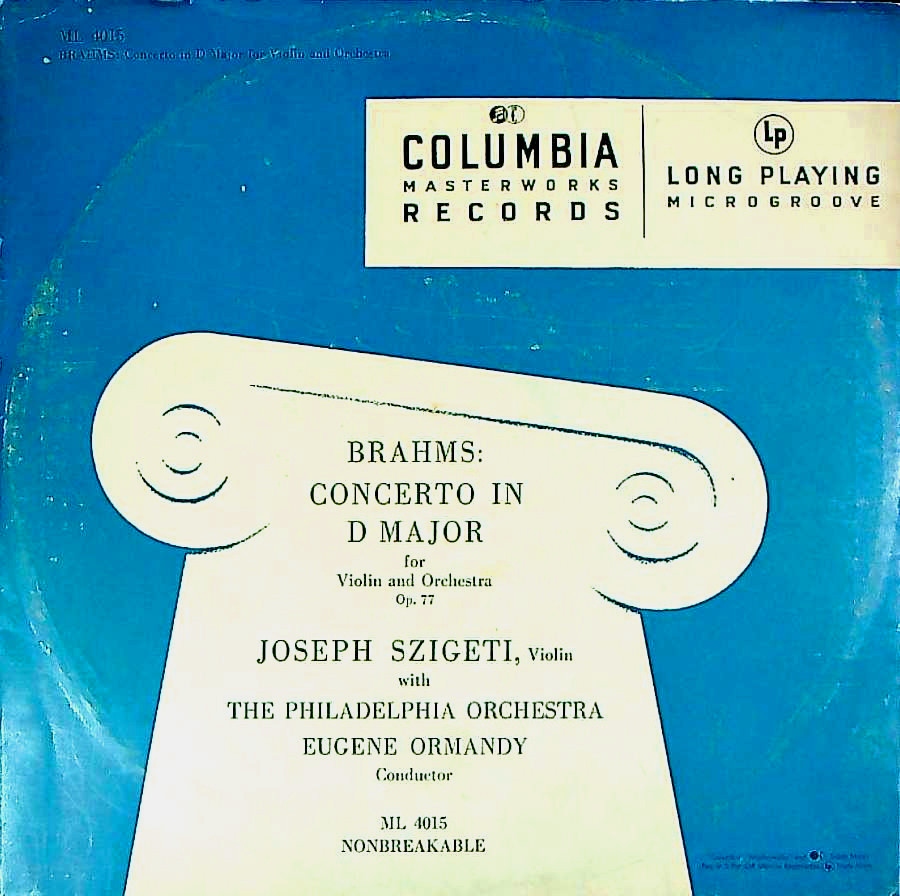 ML 4015
BRAHMS: Concerto in D Major for Violin and Orchestra
COLUMBIA
MASTERWORKS
RECORDS
Lp
LONG PLAYING
MICROGROOVE
BRAHMS:
CONCERTO IN
D MAJOR
for
Violin and Orchestra
Op. 77
JOSEPH SZIGETI, Violin
with
THE PHILADELPHIA ORCHESTRA
EUGENE ORMANDY
Conductor
ML 4015
NONBREAKABLE